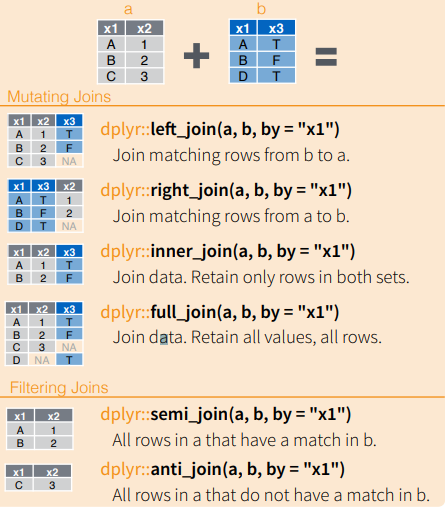 a b
x1 x2 x1 x3
A 1 A T
B 2 + B F =
C 3 D T
Mutating Joins
x1 x2 x3
A 1 T
B 2 F
C 3 NA
dplyr::left_join(a, b, by = "x1")
Join matching rows from b to a.
x1 x3 x2
A T 1
B F 2
D T NA
dplyr::right_join(a, b, by = "x1")
Join matching rows from a to b.
x1 x2 x3
A 1 T
B 2 F
dplyr::inner_join(a, b, by = "x1")
Join data. Retain only rows in both sets.
x1 x2 x3
A 1 T
B 2 F
C 3 NA
D NA T
dplyr::full_join(a, b, by = "x1")
Join data. Retain all values, all rows.
Filtering Joins
x1 x2
A 1
B 2
dplyr::semi_join(a, b, by = "x1")
All rows in a that have a match in b.
x1 x2
C 3
dplyr::anti_join(a, b, by = "x1")
All rows in a that do not have a match in b.